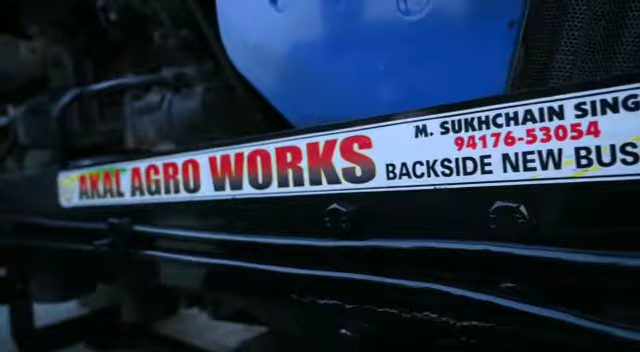 AKAL AGRO WORKS
M. SUKHCHAIN SING
94176-53054
BACKSIDE NEW BUS